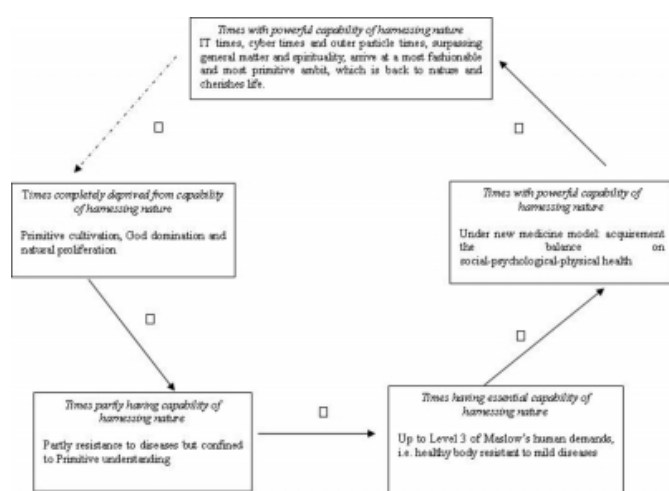 Times with powerful capability of harnessing nature
IT times, cyber times and outer particle times, surpassing
general matter and spirituality, arrive at a most fashionable
and most primitive ambit, which is back to nature and
cherishes life.
Times completely deprived from capability
of harnessing nature
Primitive cultivation, God domination and
natural proliferation
Times with powerful capability of
harnessing nature
Under new medicine model: acquirement
the balance on
social-psychological-physical health
Times partly having capability of
harnessing nature
Partly resistance to diseases but confined
to Primitive understanding
Times having essential capability of
harnessing nature
Up to Level 3 of Maslow's human demands,
i.e. healthy body resistant to mild diseases